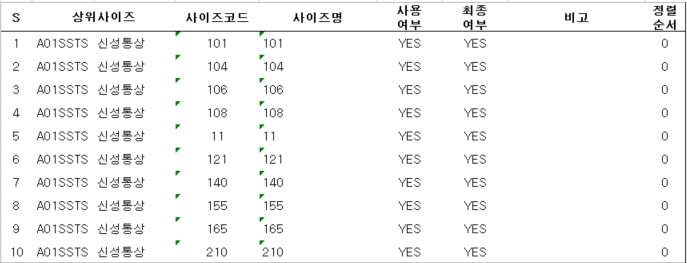 S 상위사이즈 사이즈코드 사이즈명 사용여부 최종여부 비고 정렬순서
1 A01SSTS 신성통상 101 101 YES YES 0
2 A01SSTS 신성통상 104 104 YES YES 0
3 A01SSTS 신성통상 106 106 YES YES 0
4 A01SSTS 신성통상 108 108 YES YES 0
5 A01SSTS 신성통상 11 11 YES YES 0
6 A01SSTS 신성통상 121 121 YES YES 0
7 A01SSTS 신성통상 140 140 YES YES 0
8 A01SSTS 신성통상 155 155 YES YES 0
9 A01SSTS 신성통상 165 165 YES YES 0
10 A01SSTS 신성통상 210 210 YES YES 0